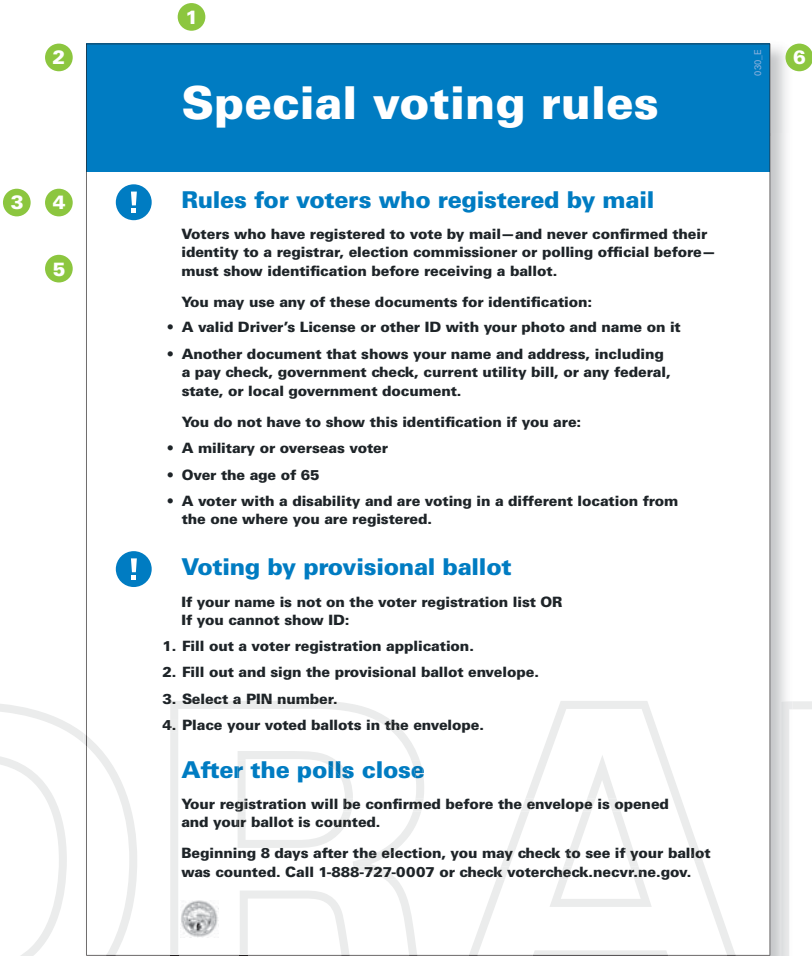 1
2
6
030_E
Special voting rules
3 4
! Rules for voters who registered by mail
Voters who have registered to vote by mail—and never confirmed their
5
identity to a registrar, election commissioner or polling official before—
must show identification before receiving a ballot.
You may use any of these documents for identification:
• A valid Driver's License or other ID with your photo and name on it
• Another document that shows your name and address, including
a pay check, government check, current utility bill, or any federal,
state, or local government document.
You do not have to show this identification if you are:
• A military or overseas voter
• Over the age of 65
• A voter with a disability and are voting in a different location from
the one where you are registered.
! Voting by provisional ballot
If your name is not on the voter registration list OR
If you cannot show ID:
1. Fill out a voter registration application.
2. Fill out and sign the provisional ballot envelope.
3. Select a PIN number.
4. Place your voted ballots in the envelope.
After the polls close
Your registration will be confirmed before the envelope is opened
and your ballot is counted.
Beginning 8 days after the election, you may check to see if your ballot
was counted. Call 1-888-727-0007 or check votercheck.necvr.ne.gov.
DRA